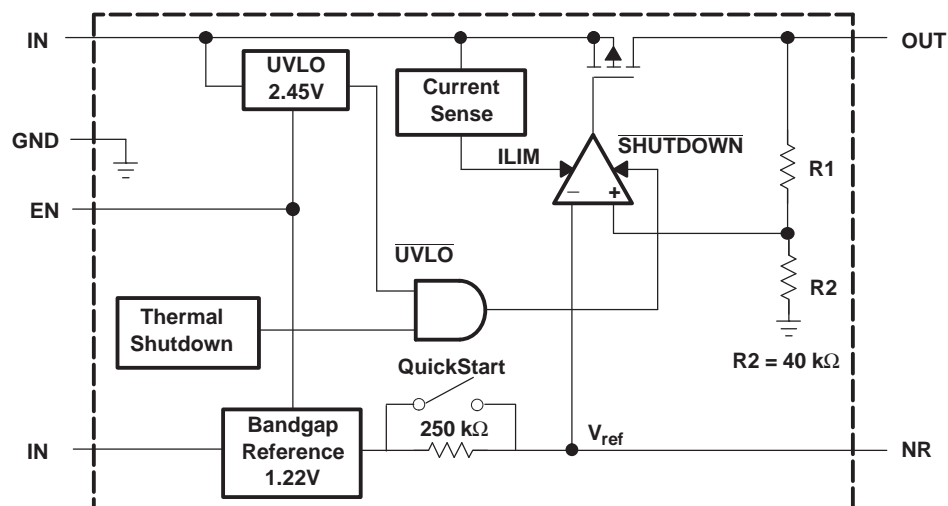 IN
OUT
UVLO
2.45V
Current
Sense
GND
SHUTDOWN
ILIM
R1
EN
– +
UVLO
R2
Thermal
Shutdown
QuickStart
R2 = 40 kΩ
250 kΩ
IN
Bandgap
Reference
1.22V
Vref
NR